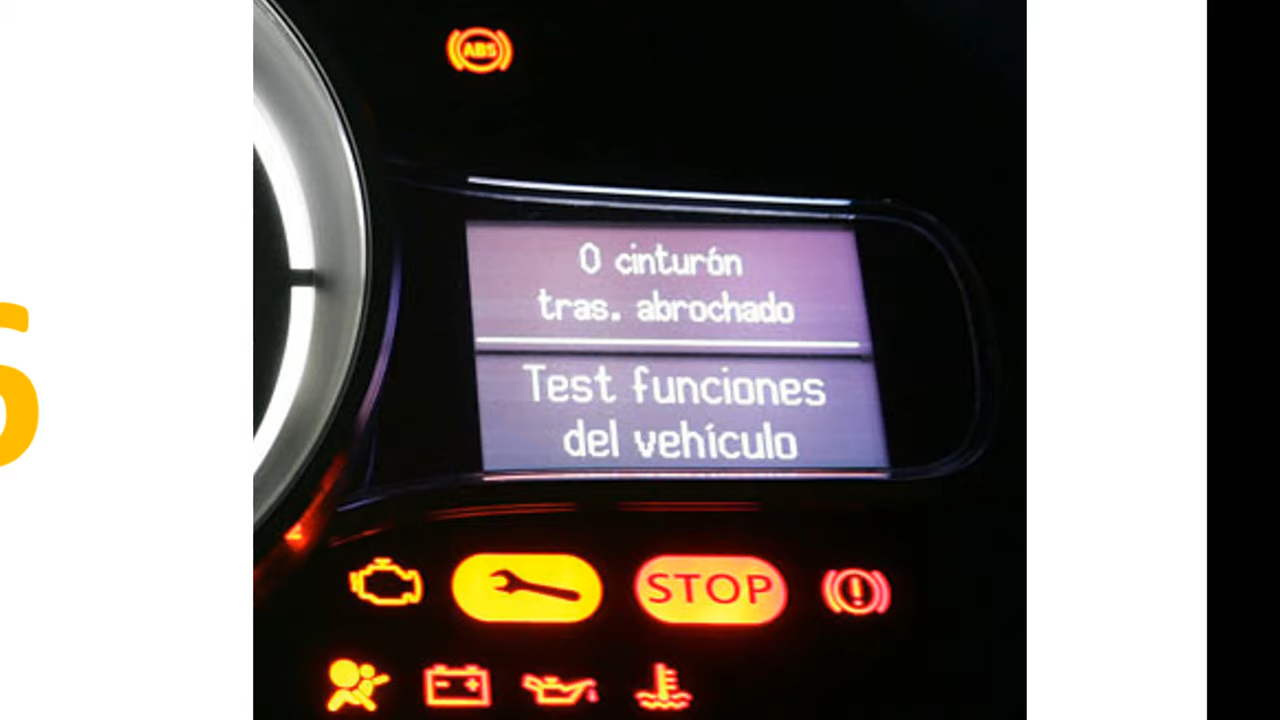 ABS
0 cinturón
tras. abrochado
Test funciones
del vehículo
STOP